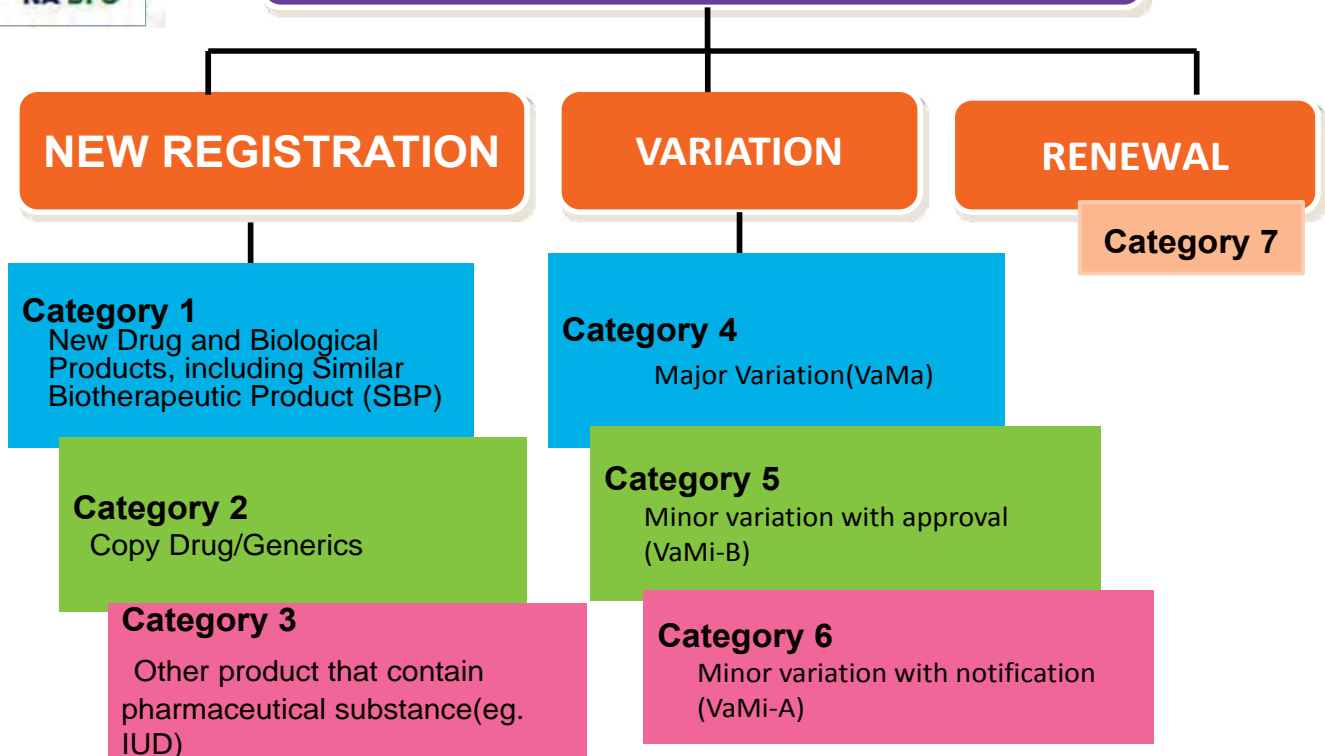 NEW REGISTRATION
VARIATION
RENEWAL
Category 7
Category 1
New Drug and Biological
Products, including Similar
Biotherapeutic Product (SBP)
Category 2
Copy Drug/Generics
Category 3
Other product that contain
pharmaceutical substance(eg.
IUD)
Category 4
Major Variation(VaMa)
Category 5
Minor variation with approval
(VaMi-B)
Category 6
Minor variation with notification
(VaMi-A)